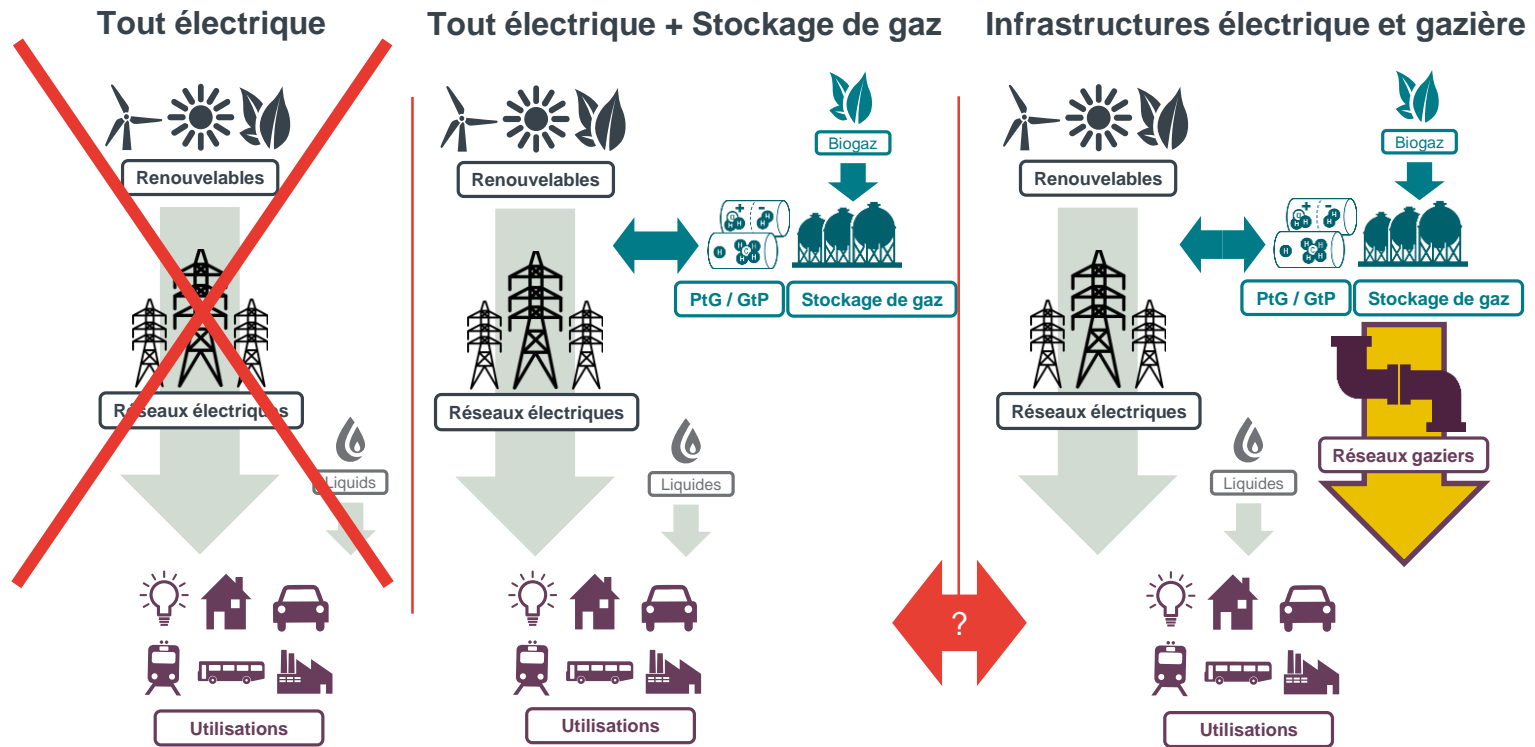 Tout électrique
Renouvelables
Réseaux électriques
Liquids
Utilisations
Tout électrique + Stockage de gaz
Renouvelables
Biogaz
PtG / GtP
Stockage de gaz
Réseaux électriques
Liquides
Utilisations
?
Infrastructures électrique et gazière
Renouvelables
Biogaz
PtG / GtP
Stockage de gaz
Réseaux électriques
Réseaux gaziers
Liquides
Utilisations